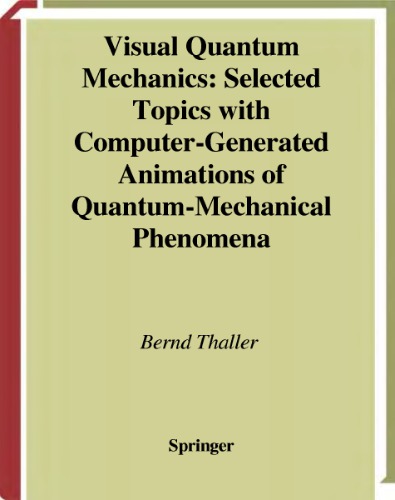 Visual Quantum
Mechanics: Selected
Topics with
Computer-Generated
Animations of
Quantum-Mechanical
Phenomena
Bernd Thaller
Springer